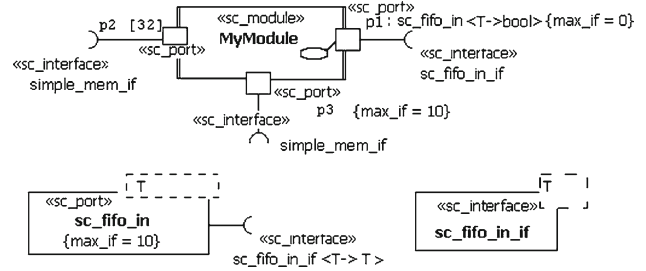 «sc_port»
p2 [32]
«sc_module»
p1 : sc_fifo_in <T->bool> {max_if = 0}
MyModule
«sc_port»
«sc_interface»
«sc_interface»
sc_fifo_in_if
simple_mem_if
«sc_port»
p3 {max_if = 10}
«sc_interface»
simple_mem_if
T
T
«sc_port»
«sc_interface»
sc_fifo_in
sc_fifo_in_if
{max_if = 10}
«sc_interface»
sc_fifo_in_if <T-> T >